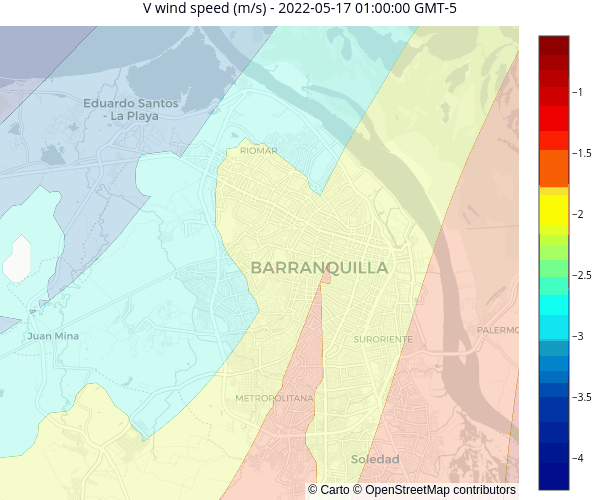 V wind speed (m/s) - 2022-05-17 01:00:00 GMT-5
Eduardo Santos
- La Playa
RIOMAR
BARRANQUILLA
Juan Mina
SURORIENTE
PALERMO
METROPOLITANA
Soledad
−1
−1.5
−2
−2.5
−3
−3.5
−4
© Carto © OpenStreetMap contributors